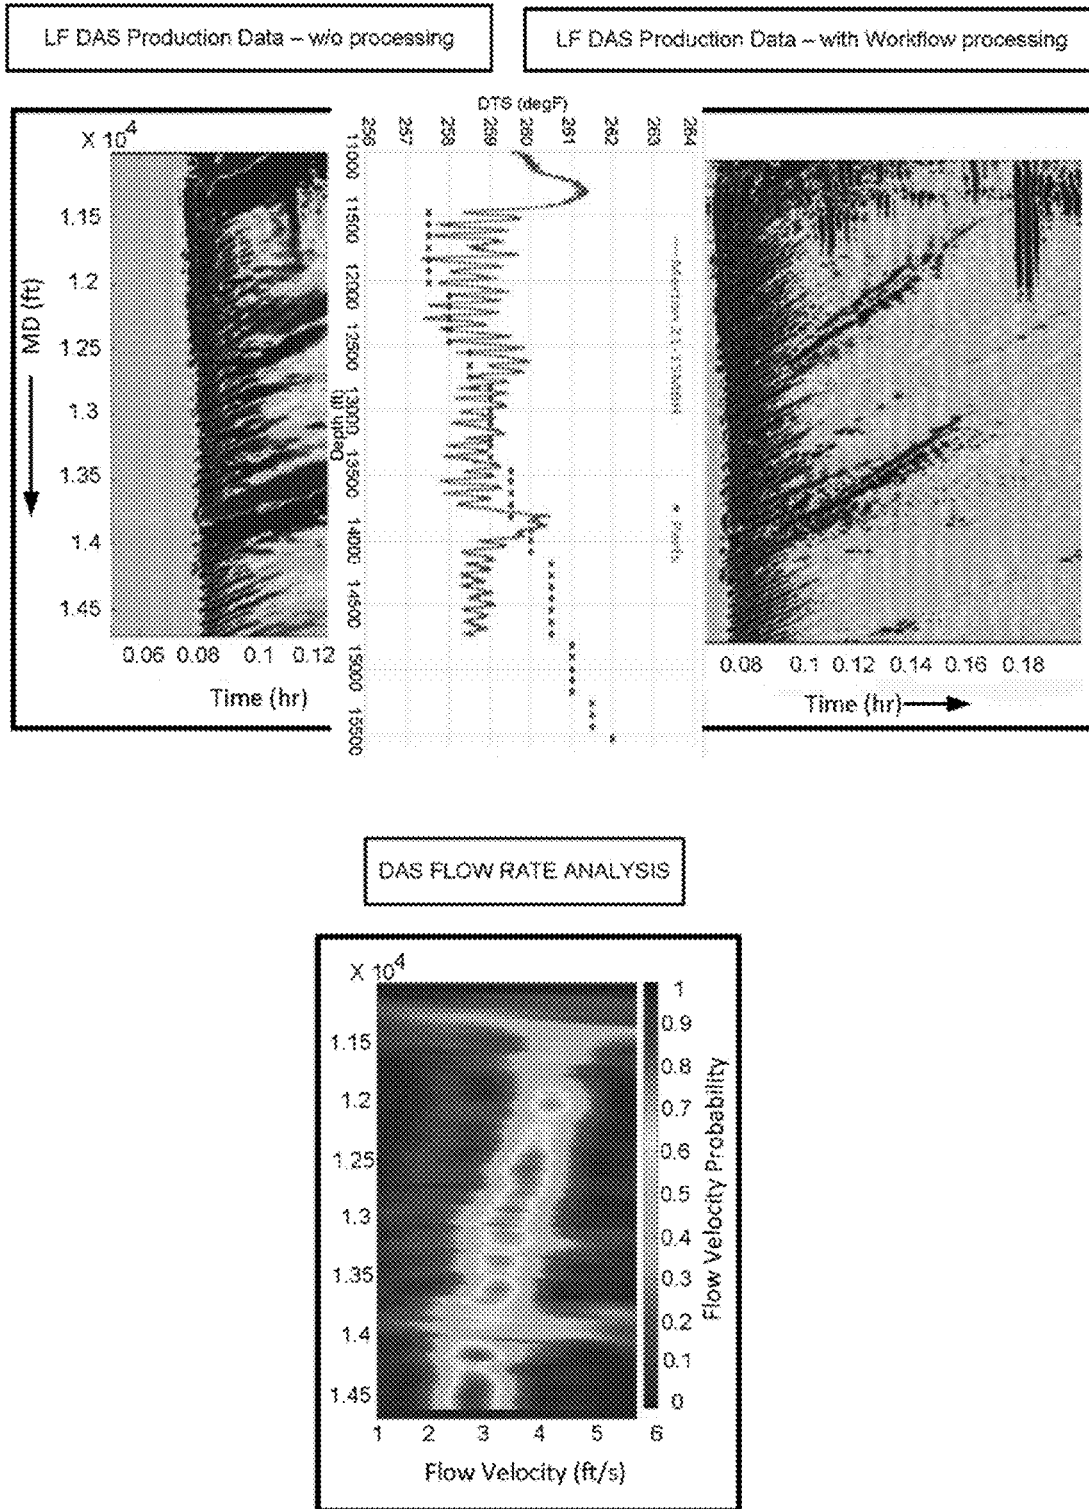 LF DAS Production Data – w/o processing
LF DAS Production Data – with Workflow processing
X 10⁴
MD (ft)
1.15
1.2
1.25
1.3
1.35
1.4
1.45
0.06 0.08 0.1 0.12
Time (hr)
DTS (degF)
256 257 258 259 260 261 262 263 264
11000
11500
12000
12500
13000
13500
14000
14500
15000
15500
Depth (ft)
0.08 0.1 0.12 0.14 0.16 0.18
Time (hr)
DAS FLOW RATE ANALYSIS
X 10⁴
1.15
1.2
1.25
1.3
1.35
1.4
1.45
1 2 3 4 5 6
Flow Velocity (ft/s)
1
0.9
0.8
0.7
0.6
0.5
0.4
0.3
0.2
0.1
0
Flow Velocity Probability